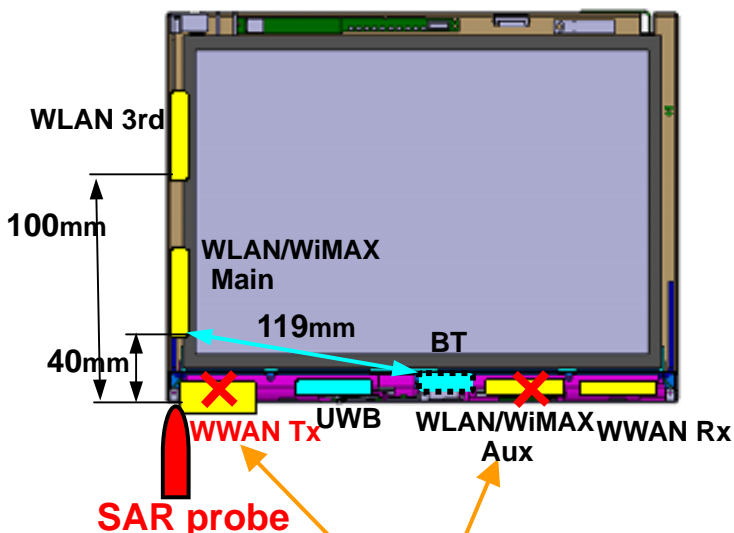 WLAN 3rd
100mm
WLAN/WiMAX
Main
119mm
BT
40mm
UWB
WWAN Tx
WLAN/WiMAX
Aux
WWAN Rx
SAR probe